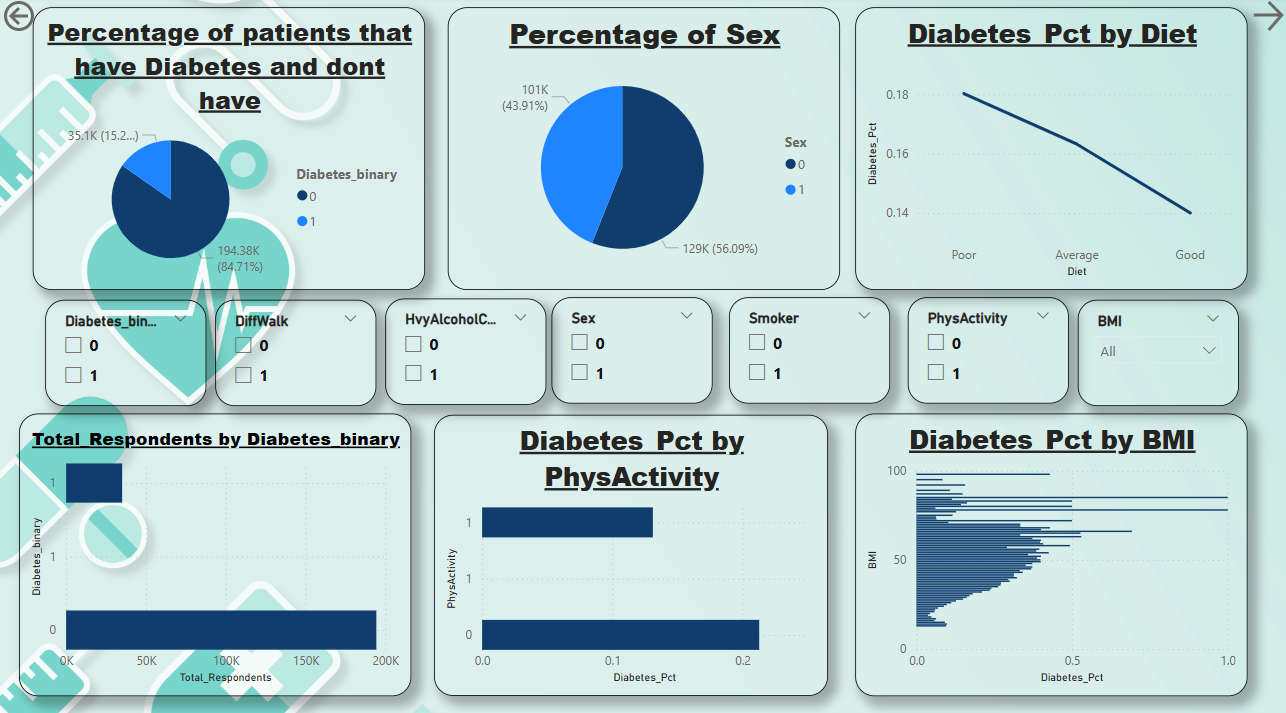 Percentage of patients that
have Diabetes and dont
have
35.1K (15.2...)
194.38K
(84.71%)
Diabetes_binary
0
1
Percentage of Sex
101K
(43.91%)
129K (56.09%)
Sex
0
1
Diabetes_Pct by Diet
Diabetes_Pct
0.18
0.16
0.14
Poor
Average
Good
Diet
Diabetes_bin...
0
1
DiffWalk
0
1
HvyAlcoholC...
0
1
Sex
0
1
Smoker
0
1
PhysActivity
0
1
BMI
All
Total_Respondents by Diabetes_binary
Diabetes_binary
1
1
0
0K
50K
100K
150K
200K
Total_Respondents
Diabetes_Pct by
PhysActivity
PhysActivity
1
1
0
0.0
0.1
0.2
Diabetes_Pct
Diabetes_Pct by BMI
BMI
100
50
0
0.0
0.5
1.0
Diabetes_Pct